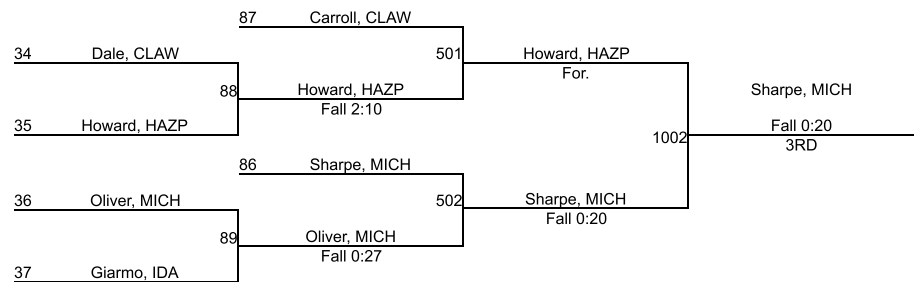 87 Carroll, CLAW
34 Dale, CLAW
501 Howard, HAZP
For.
88 Howard, HAZP
Fall 2:10
Sharpe, MICH
35 Howard, HAZP
Fall 0:20
1002
3RD
86 Sharpe, MICH
36 Oliver, MICH
502 Sharpe, MICH
Fall 0:20
89 Oliver, MICH
Fall 0:27
37 Giarmo, IDA